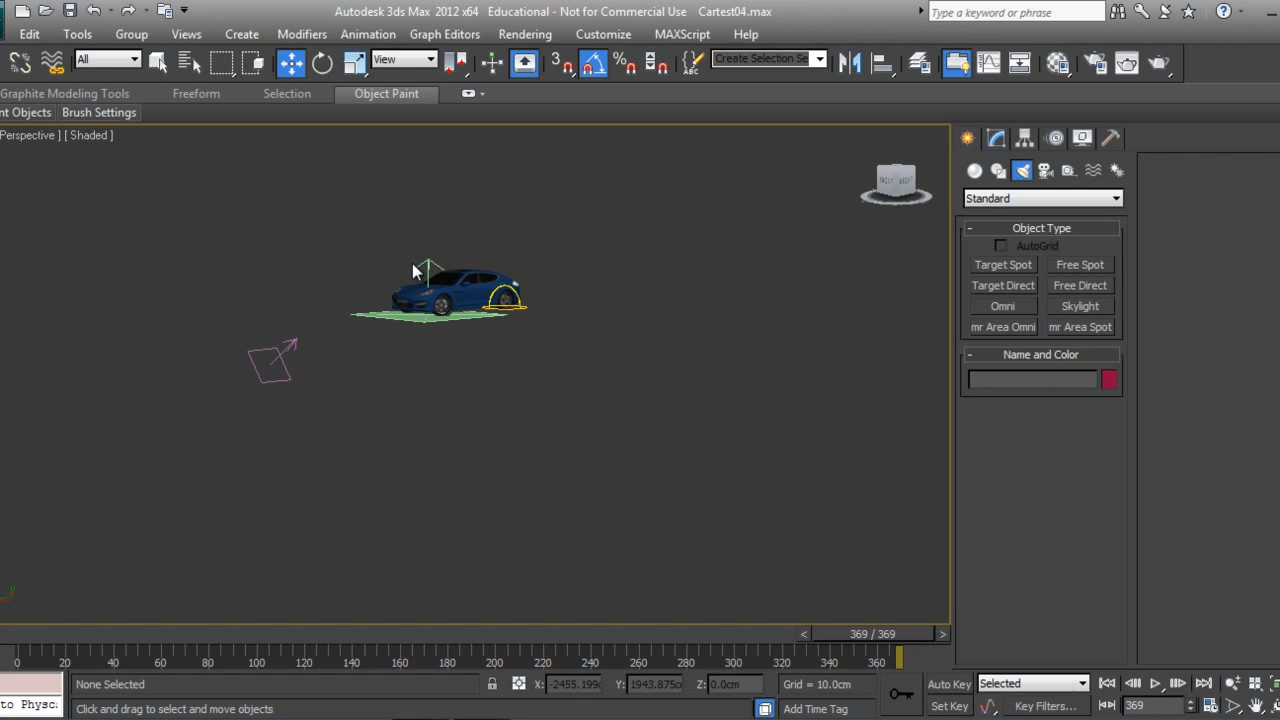 Autodesk 3ds Max 2012 x64   Educational - Not for Commercial Use   Cartest04.max
Type a keyword or phrase
Edit Tools Group Views Create Modifiers Animation Graph Editors Rendering Customize MAXScript Help
All View 3 Create Selection Se
Graphite Modeling Tools Freeform Selection Object Paint
nt Objects Brush Settings
Perspective ] [ Shaded ]
Standard
- Object Type
AutoGrid
Target Spot Free Spot
Target Direct Free Direct
Omni Skylight
mr Area Omni mr Area Spot
- Name and Color
< 369 / 369 >
0 20 40 60 80 100 120 140 160 180 200 220 240 260 280 300 320 340 360
None Selected X: -2455.199c Y: 1943.875c Z: 0.0cm Grid = 10.0cm Auto Key Selected
to Physc. Click and drag to select and move objects Add Time Tag Set Key Key Filters... 369